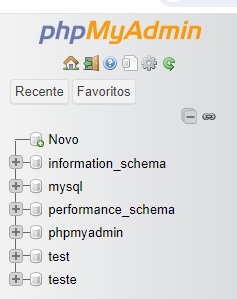 phpMyAdmin
Recente Favoritos
Novo
information_schema
mysql
performance_schema
phpmyadmin
test
teste